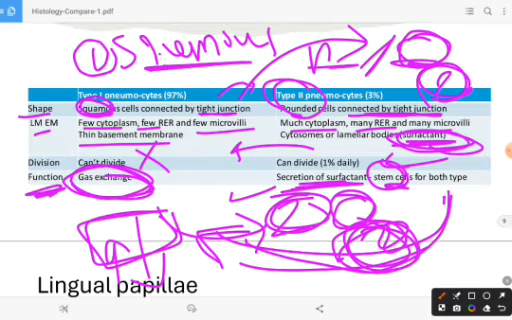 Histology-Compare-1.pdf
Type I pneumo-cytes (97%) Type II pneumo-cytes (3%)
Shape Squamous cells connected by tight junction Rounded cells connected by tight junction
LM EM Few cytoplasm, few RER and few microvilli Much cytoplasm, many RER and many microvilli
Thin basement membrane Cytosomes or lamellar bodies (surfactant)
Division Can't divide Can divide (1% daily)
Function Gas exchange Secretion of surfactant- stem cells for both type
Lingual papillae